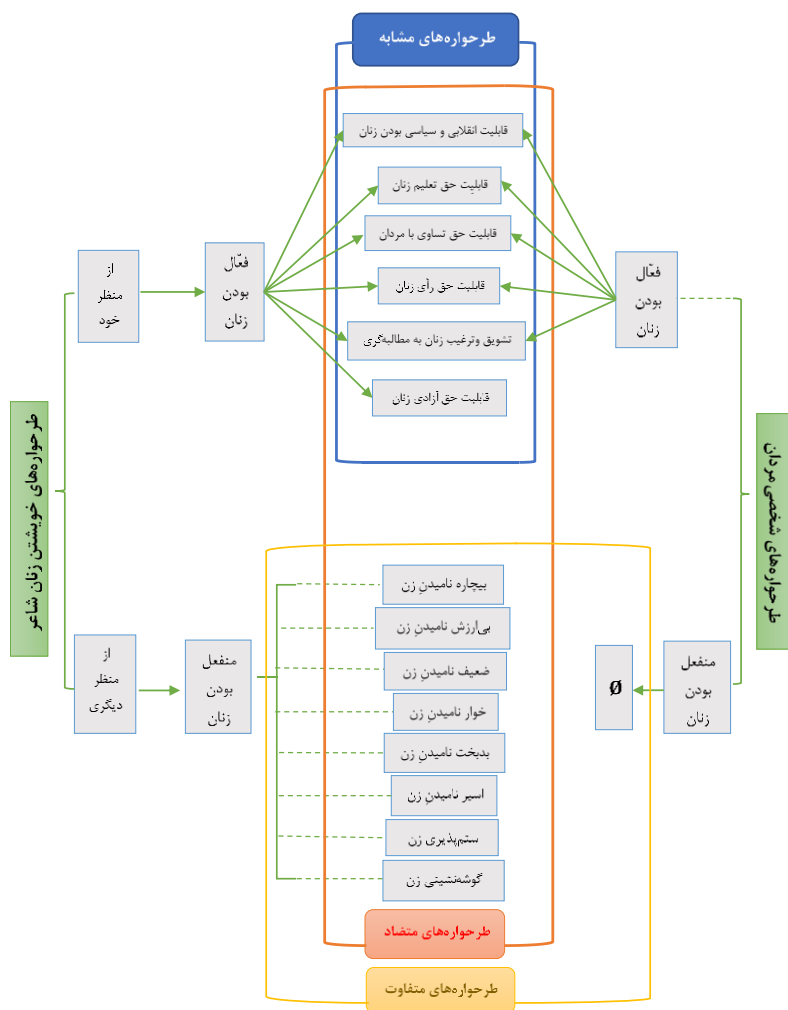 طرحواره‌های مشابه
قابلیت انقلابی و سیاسی بودن زنان
قابلیت حق تعلیم زنان
قابلیت حق تساوی با مردان
قابلیت حق رأی زنان
تشویق وترغیب زنان به مطالبه‌گری
قابلیت حق آزادی زنان
فعّال
بودن
زنان
طرحواره‌های شخصی مردان
منفعل
بودن
زنان
Ø
فعّال
بودن
زنان
از
منظر
خود
طرحواره‌های خویشتن زنان شاعر
از
منظر
دیگری
منفعل
بودن
زنان
بیچاره نامیدنِ زن
بی‌ارزش نامیدنِ زن
ضعیف نامیدنِ زن
خوار نامیدنِ زن
بدبخت نامیدنِ زن
اسیر نامیدنِ زن
ستم‌پذیری زن
گوشه‌نشینی زن
طرحواره‌های متضاد
طرحواره‌های متفاوت